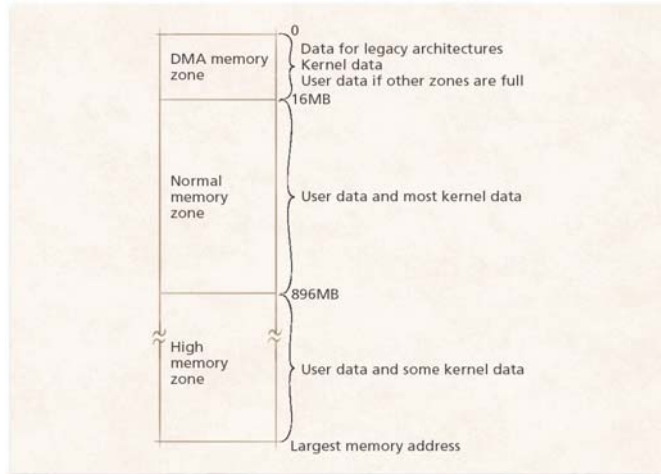 0
DMA memory
zone
Data for legacy architectures
Kernel data
User data if other zones are full
16MB
Normal
memory
zone
User data and most kernel data
896MB
High
memory
zone
User data and some kernel data
Largest memory address